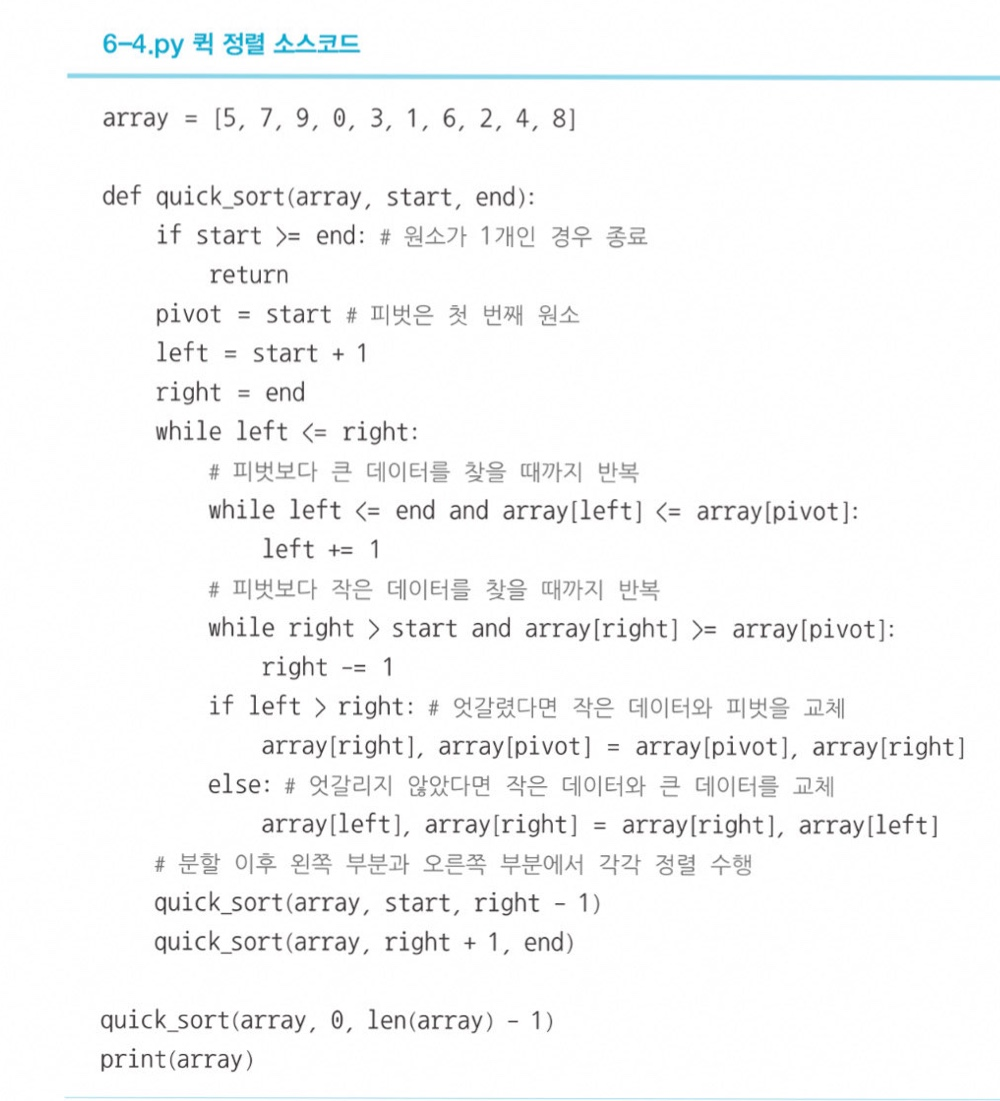 6-4.py 퀵 정렬 소스코드
array = [5, 7, 9, 0, 3, 1, 6, 2, 4, 8]
def quick_sort(array, start, end):
    if start >= end: # 원소가 1개인 경우 종료
        return
    pivot = start # 피벗은 첫 번째 원소
    left = start + 1
    right = end
    while left <= right:
        # 피벗보다 큰 데이터를 찾을 때까지 반복
        while left <= end and array[left] <= array[pivot]:
            left += 1
        # 피벗보다 작은 데이터를 찾을 때까지 반복
        while right > start and array[right] >= array[pivot]:
            right -= 1
        if left > right: # 엇갈렸다면 작은 데이터와 피벗을 교체
            array[right], array[pivot] = array[pivot], array[right]
        else: # 엇갈리지 않았다면 작은 데이터와 큰 데이터를 교체
            array[left], array[right] = array[right], array[left]
    # 분할 이후 왼쪽 부분과 오른쪽 부분에서 각각 정렬 수행
    quick_sort(array, start, right - 1)
    quick_sort(array, right + 1, end)
quick_sort(array, 0, len(array) - 1)
print(array)